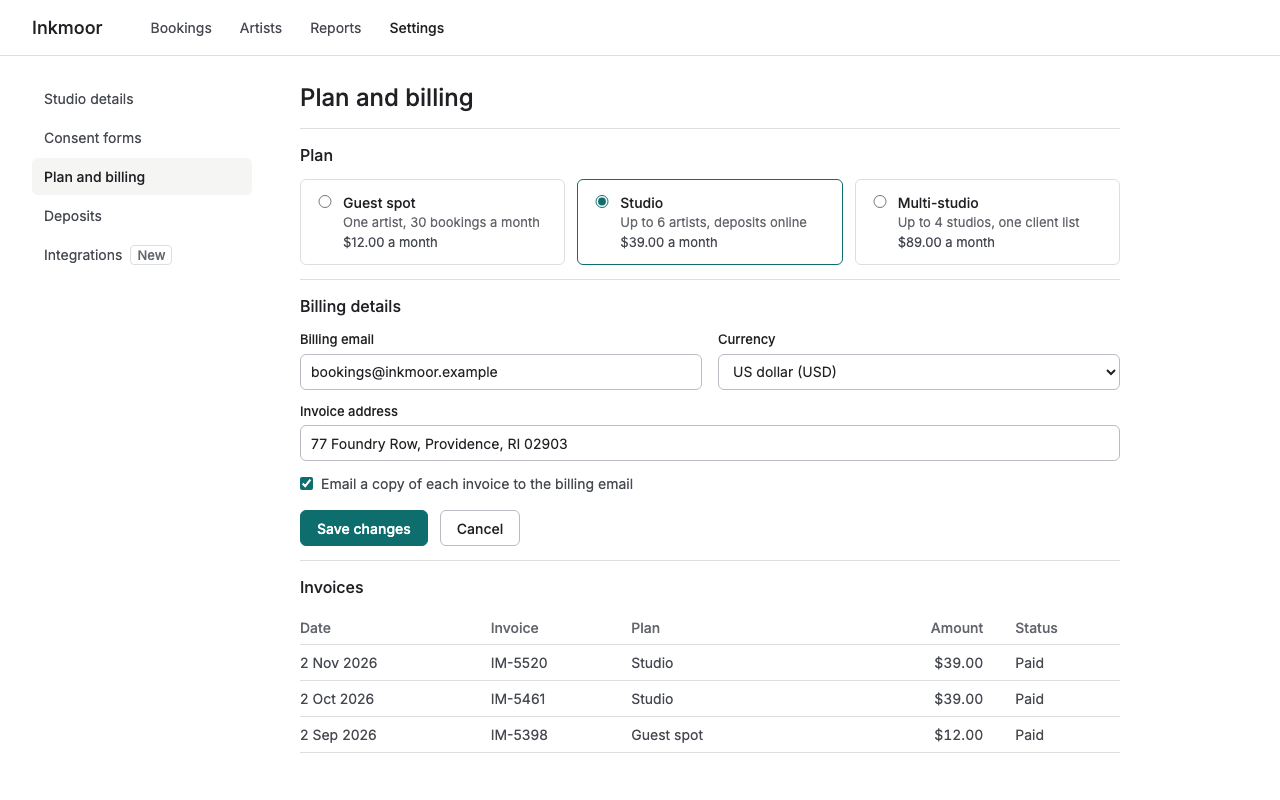 Inkmoor
Bookings
Artists
Reports
Settings
Studio details
Consent forms
Plan and billing
Deposits
Integrations New
Plan and billing
Plan
Guest spot
One artist, 30 bookings a month
$12.00 a month
Studio
Up to 6 artists, deposits online
$39.00 a month
Multi-studio
Up to 4 studios, one client list
$89.00 a month
Billing details
Billing email
bookings@inkmoor.example
Currency
US dollar (USD)
Invoice address
77 Foundry Row, Providence, RI 02903
Email a copy of each invoice to the billing email
Save changes
Cancel
Invoices
Date Invoice Plan Amount Status
2 Nov 2026 IM-5520 Studio $39.00 Paid
2 Oct 2026 IM-5461 Studio $39.00 Paid
2 Sep 2026 IM-5398 Guest spot $12.00 Paid